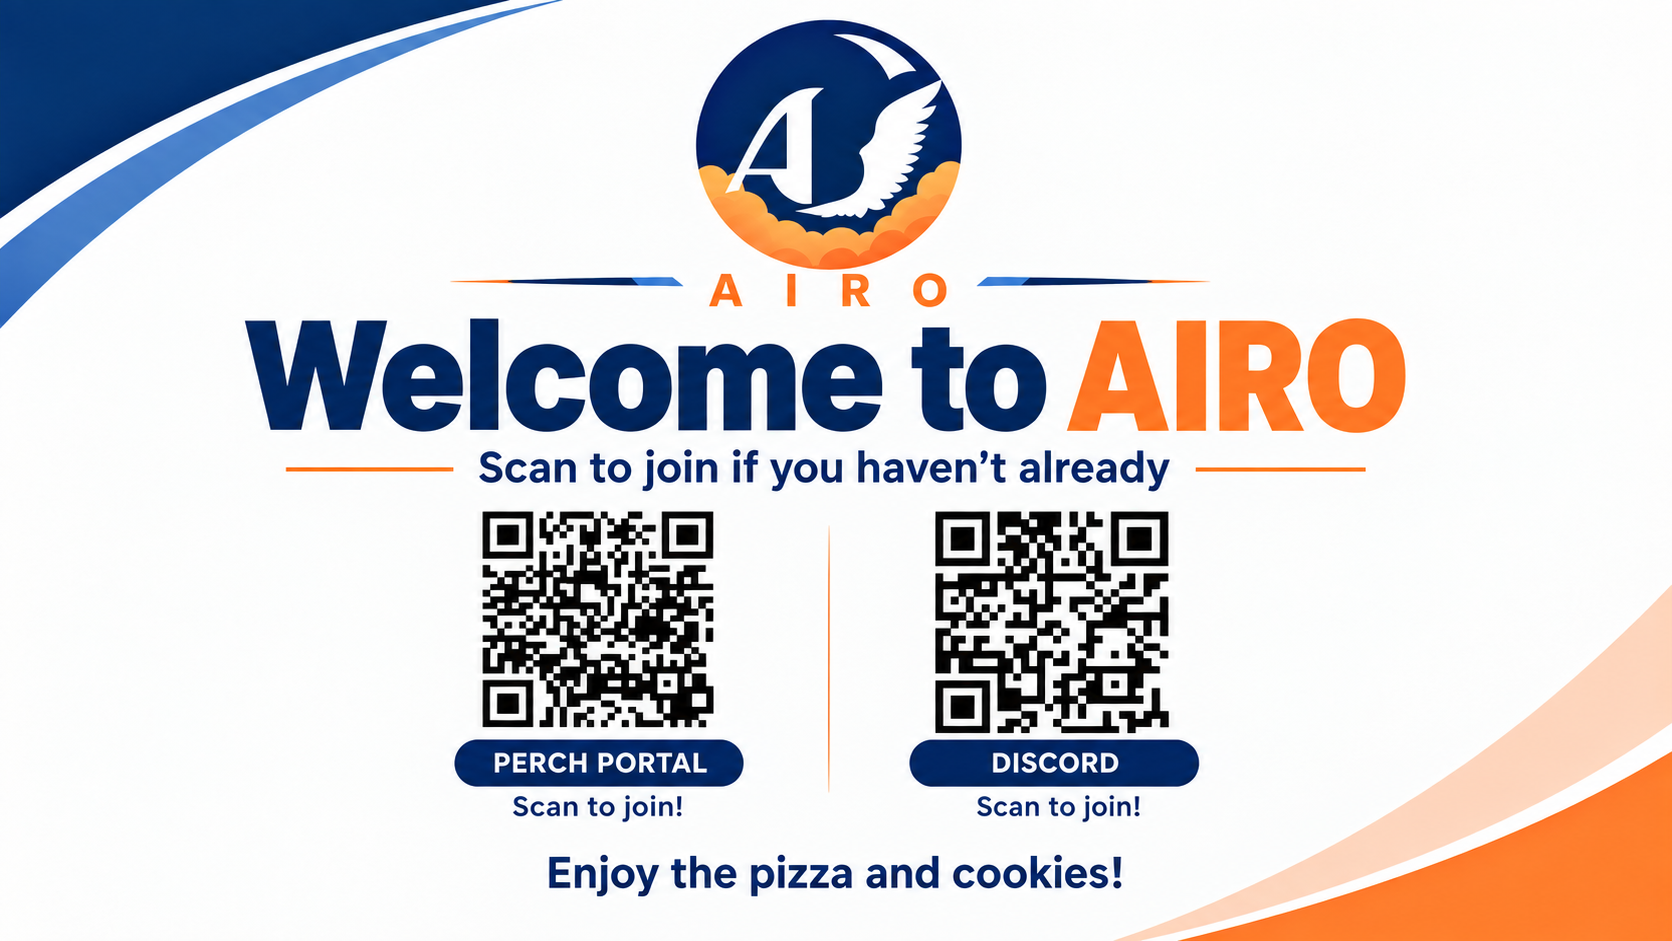 A
AIRO
Welcome to AIRO
Scan to join if you haven’t already
PERCH PORTAL
DISCORD
Scan to join!
Scan to join!
Enjoy the pizza and cookies!